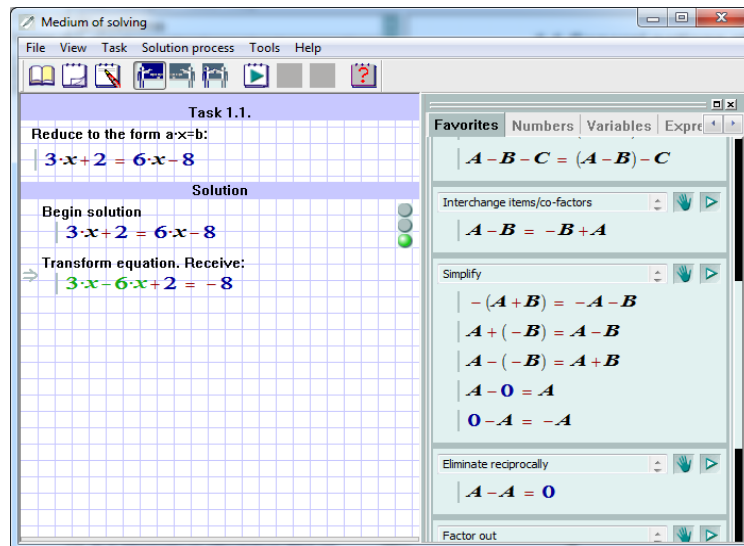 Medium of solving
File View Task Solution process Tools Help
Task 1.1.
Reduce to the form a·x=b:
3·x+2 = 6·x−8
Solution
Begin solution
3·x+2 = 6·x−8
Transform equation. Receive:
3·x−6·x+2 = −8
Favorites Numbers Variables Expre
A−B−C = (A−B)−C
Interchange items/co-factors
A−B = −B+A
Simplify
−(A+B) = −A−B
A+(−B) = A−B
A−(−B) = A+B
A−0 = A
0−A = −A
Eliminate reciprocally
A−A = 0
Factor out